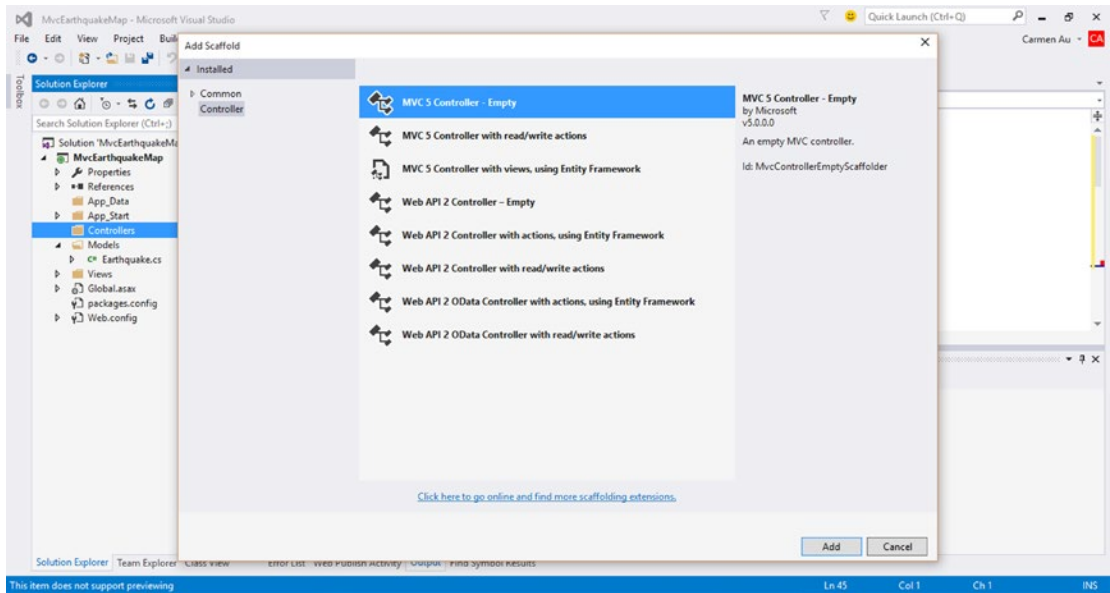 MvcEarthquakeMap - Microsoft Visual Studio
Quick Launch (Ctrl+Q)
File Edit View Project Buil
Carmen Au
CA
Toolbox
Solution Explorer
Search Solution Explorer (Ctrl+;)
Solution 'MvcEarthquakeMa
MvcEarthquakeMap
Properties
References
App_Data
App_Start
Controllers
Models
C# Earthquake.cs
Views
Global.asax
packages.config
Web.config
Add Scaffold
Installed
Common
Controller
MVC 5 Controller - Empty
MVC 5 Controller with read/write actions
MVC 5 Controller with views, using Entity Framework
Web API 2 Controller – Empty
Web API 2 Controller with actions, using Entity Framework
Web API 2 Controller with read/write actions
Web API 2 OData Controller with actions, using Entity Framework
Web API 2 OData Controller with read/write actions
MVC 5 Controller - Empty
by Microsoft
v5.0.0.0
An empty MVC controller.
Id: MvcControllerEmptyScaffolder
Click here to go online and find more scaffolding extensions.
Add Cancel
Solution Explorer Team Explorer Class View Error List Web Publish Activity Output Find Symbol Results
This item does not support previewing Ln 45 Col 1 Ch 1 INS